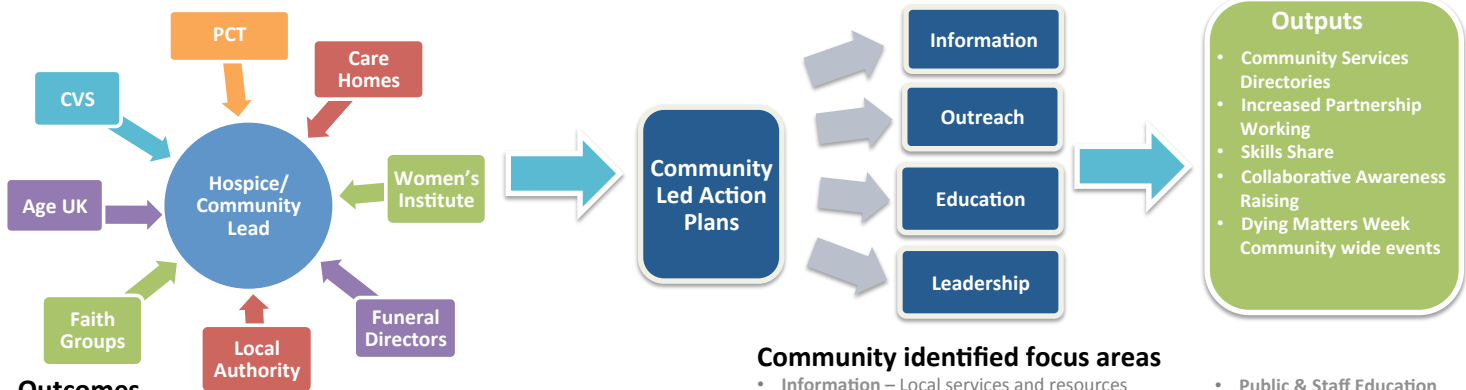 PCT
Care
Homes
CVS
Hospice/
Community
Lead
Women's
Institute
Age UK
Faith
Groups
Local
Authority
Funeral
Directors
Community
Led Action
Plans
Information
Outreach
Education
Leadership
Outputs
• Community Services
Directories
• Increased Partnership
Working
• Skills Share
• Collaborative Awareness
Raising
• Dying Matters Week
Community wide events
Outcomes
Community identified focus areas
• Information – Local services and resources
• Public & Staff Education